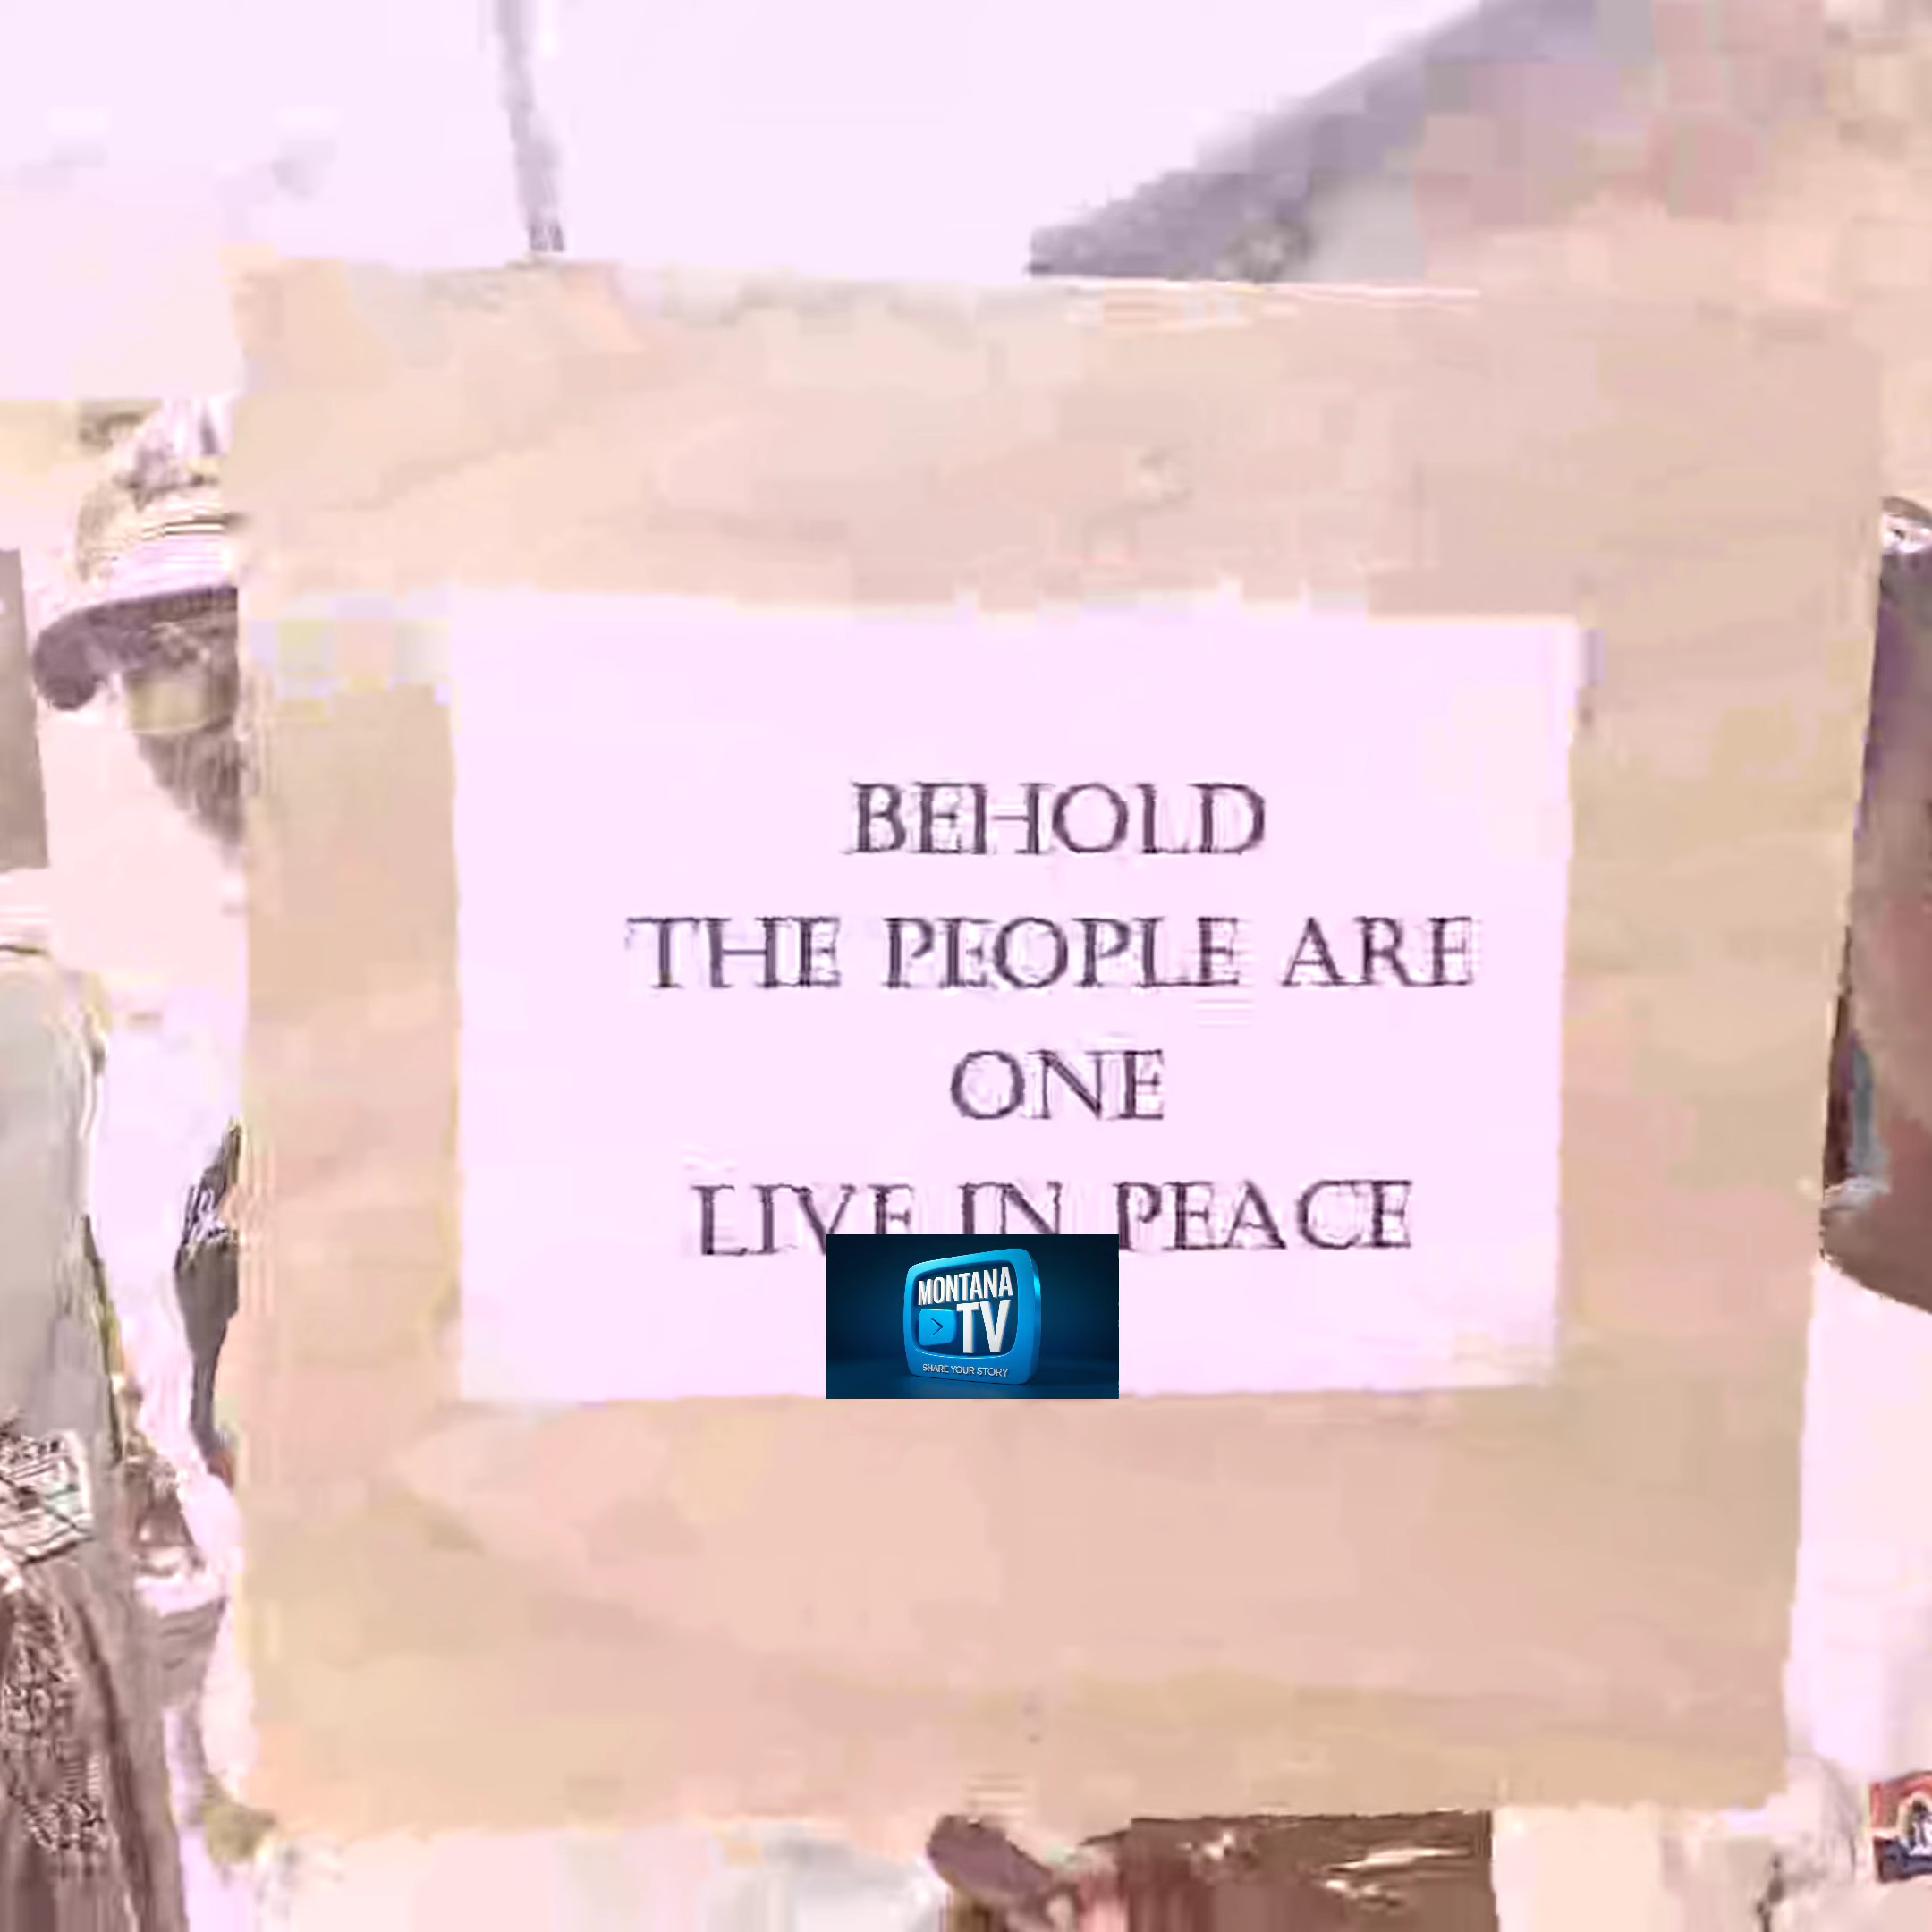 BEHOLD
THE PEOPLE ARE
ONE
LIVE IN PEACE
MONTANA
TV
SHARE YOUR STORY